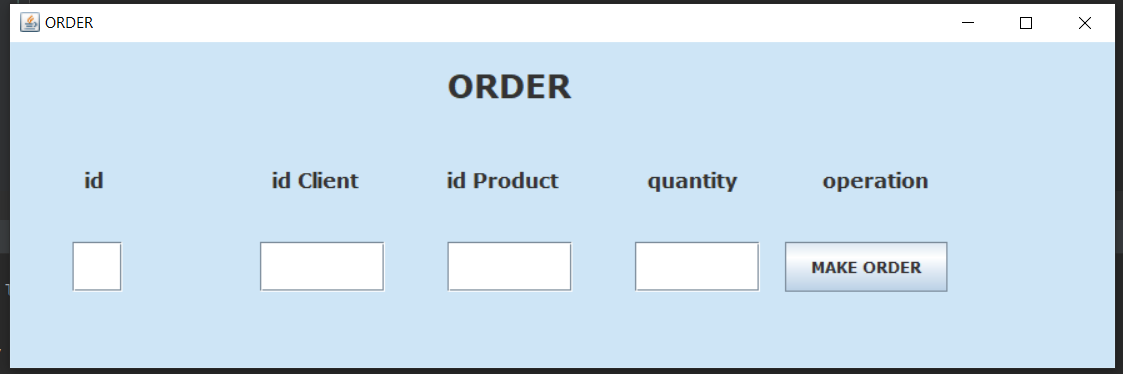 ORDER
ORDER
id id Client id Product quantity operation
MAKE ORDER